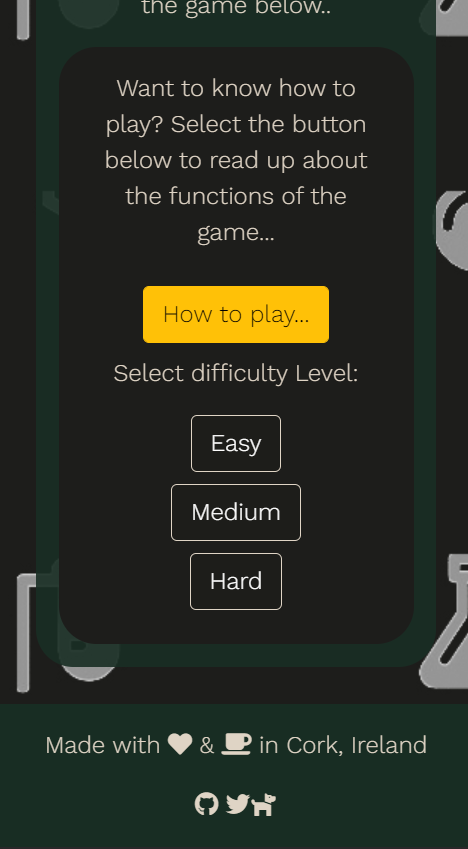 the game below..
Want to know how to
play? Select the button
below to read up about
the functions of the
game...
How to play...
Select difficulty Level:
Easy
Medium
Hard
Made with & in Cork, Ireland